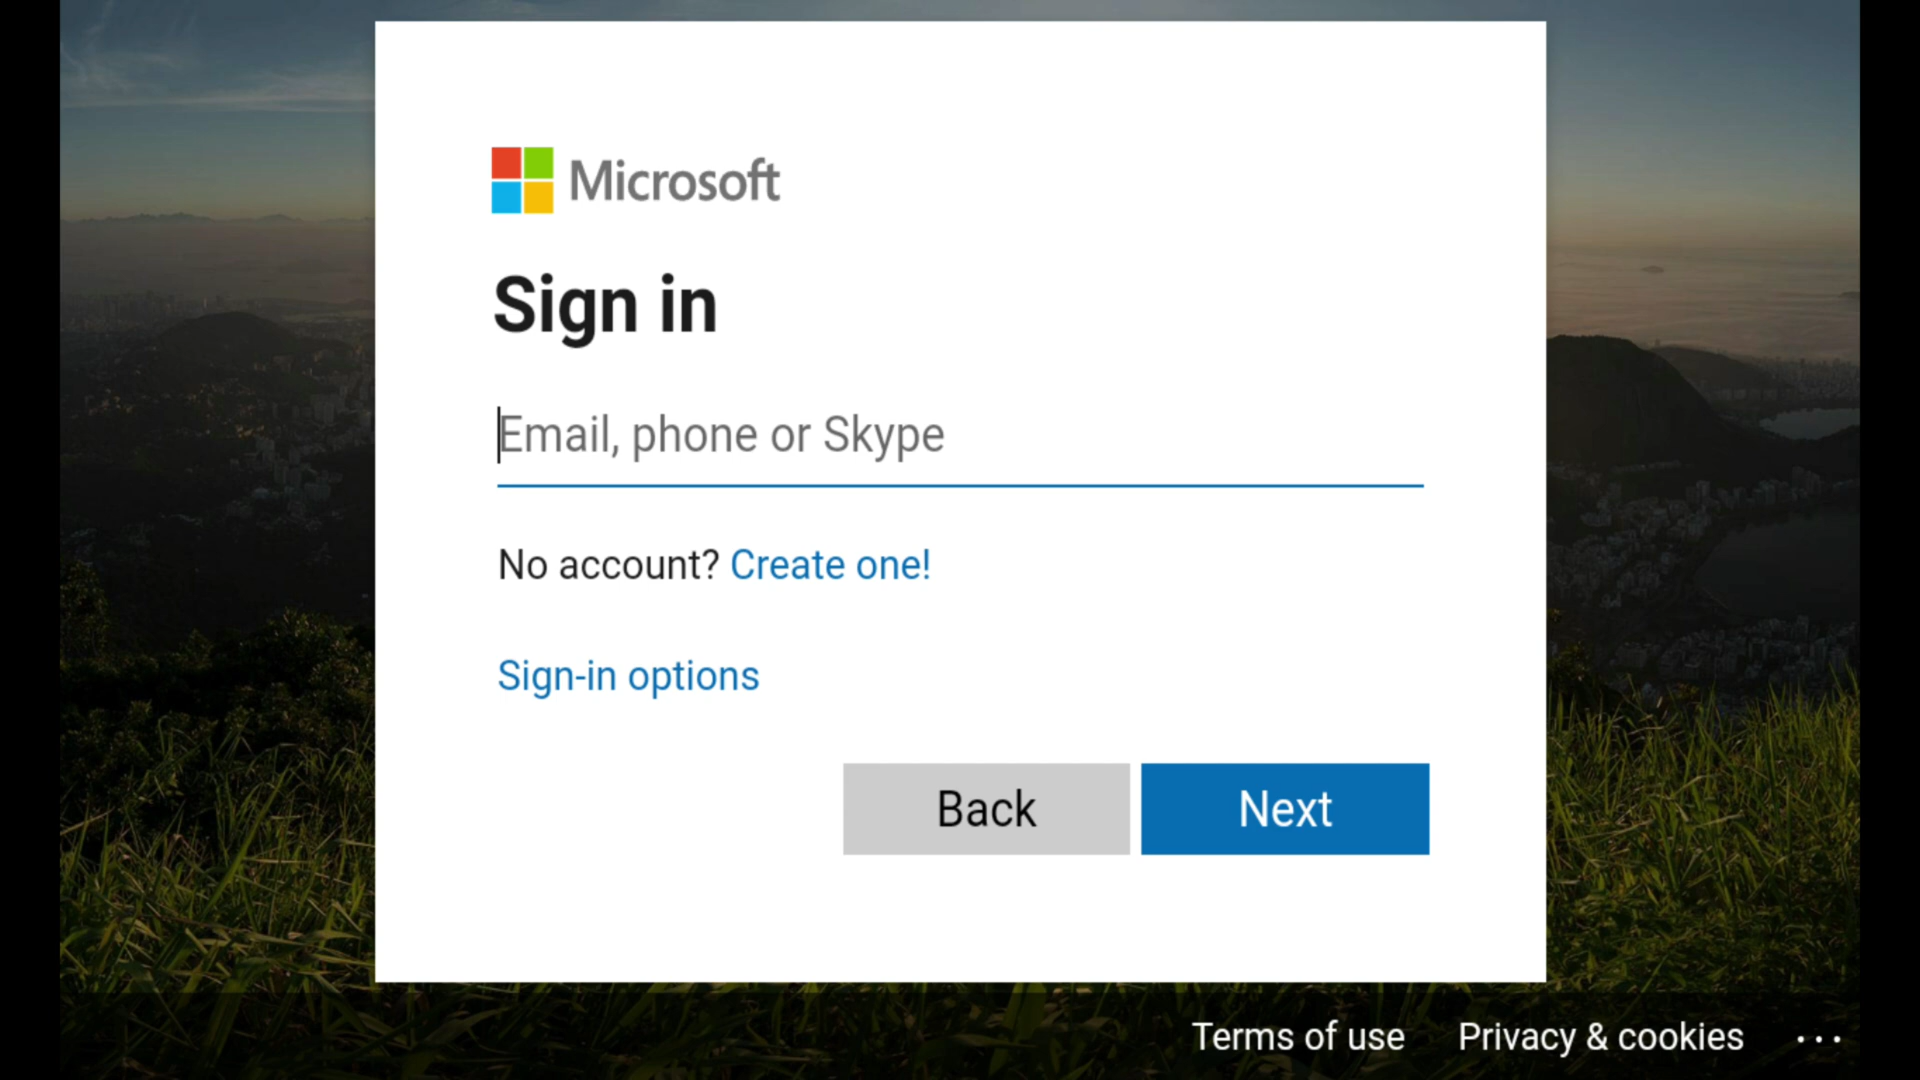 Microsoft
Sign in
Email, phone or Skype
No account? Create one!
Sign-in options
Back
Next
Terms of use
Privacy & cookies
...